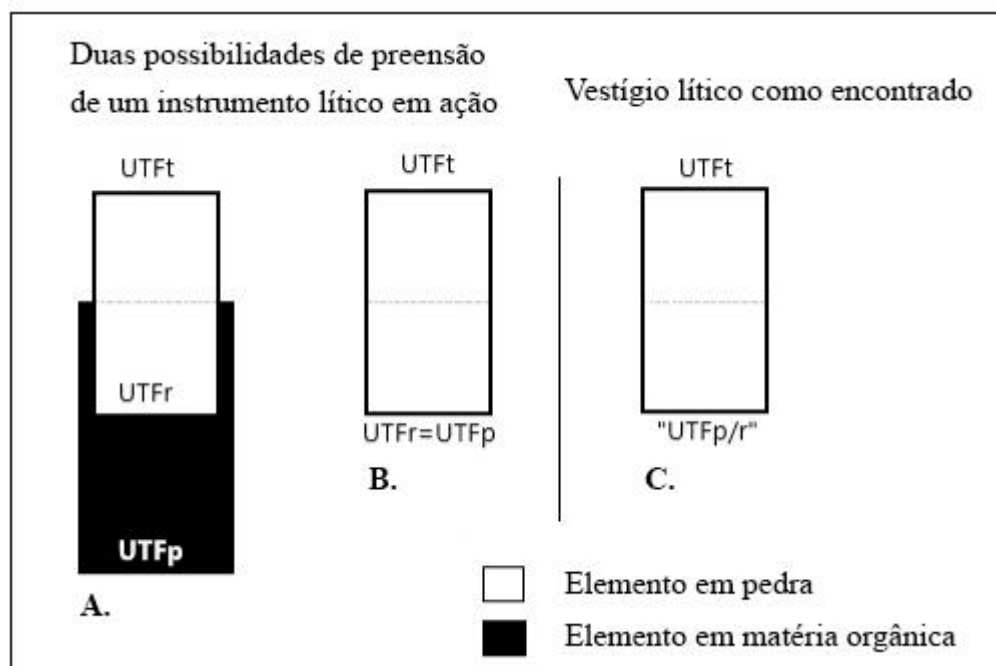 Duas possibilidades de preensão
de um instrumento lítico em ação
Vestígio lítico como encontrado
UTFt
UTFr
UTFp
A.
UTFt
UTFr=UTFp
B.
UTFt
"UTFp/r"
C.
Elemento em pedra
Elemento em matéria orgânica